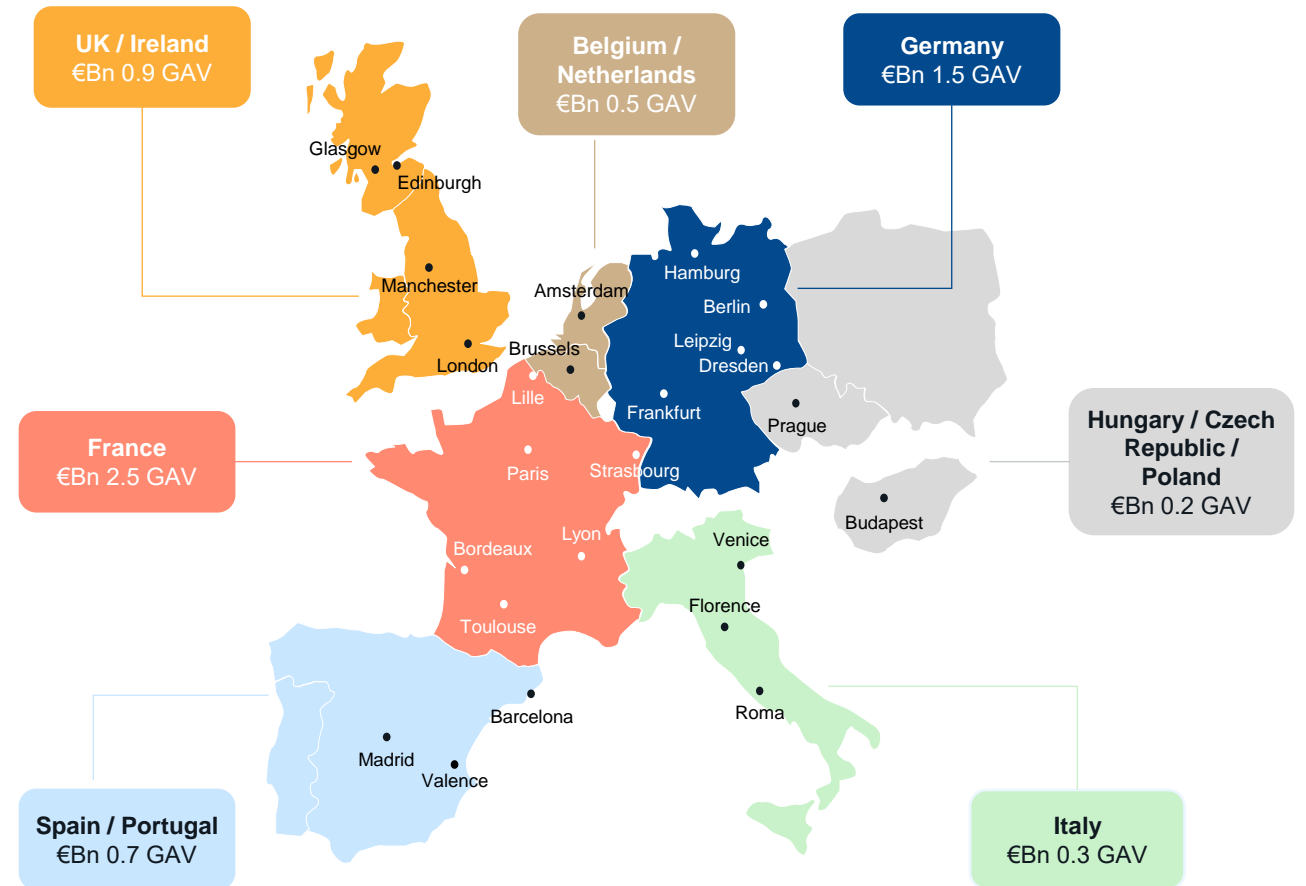 UK / Ireland
€Bn 0.9 GAV
Belgium /
Netherlands
€Bn 0.5 GAV
Germany
€Bn 1.5 GAV
Glasgow
Edinburgh
Manchester
London
Amsterdam
Brussels
Hamburg
Berlin
Leipzig
Dresden
Frankfurt
Prague
Budapest
Hungary / Czech
Republic /
Poland
€Bn 0.2 GAV
France
€Bn 2.5 GAV
Lille
Paris
Strasbourg
Lyon
Bordeaux
Toulouse
Venice
Florence
Roma
Barcelona
Madrid
Valence
Spain / Portugal
€Bn 0.7 GAV
Italy
€Bn 0.3 GAV